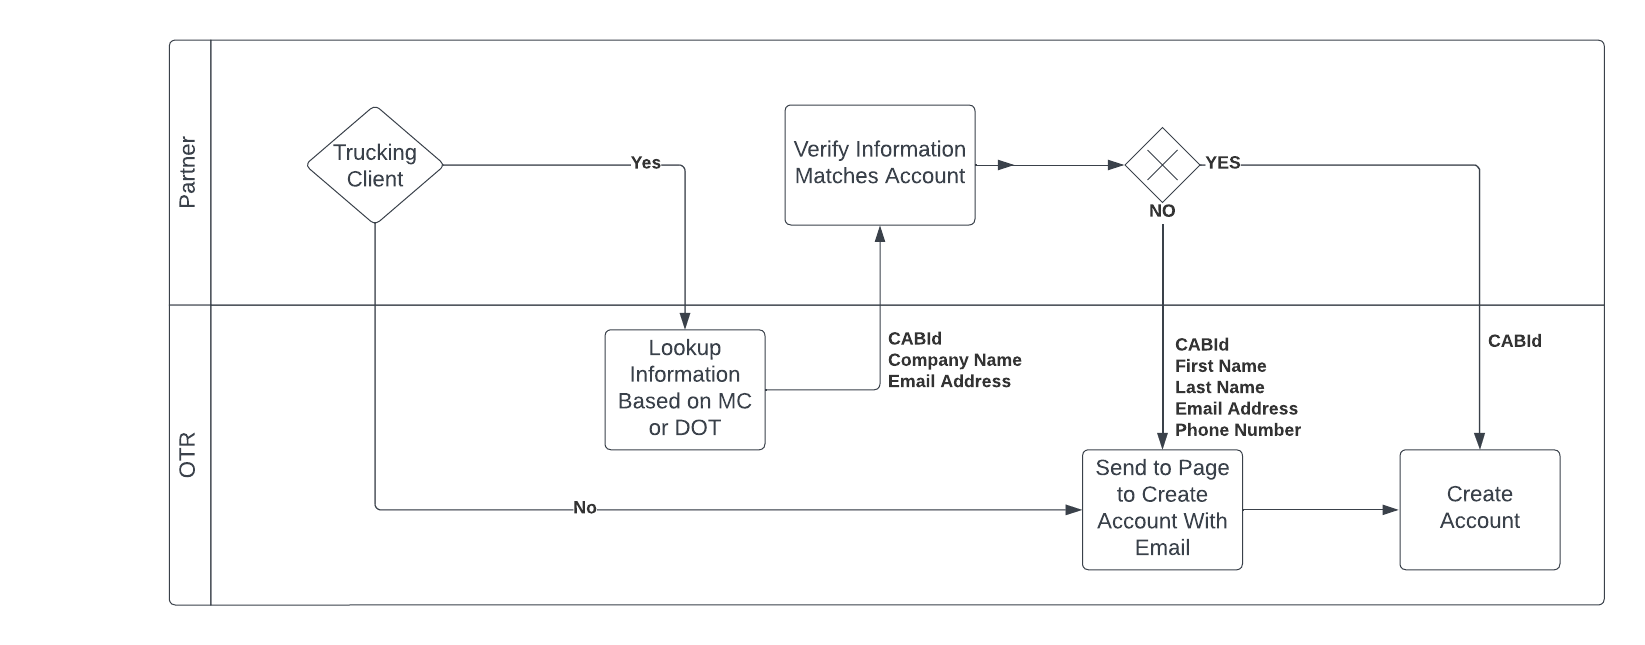 Partner
Trucking
Client
Yes
Verify Information
Matches Account
YES
NO
OTR
Lookup
Information
Based on MC
or DOT
CABId
Company Name
Email Address
CABId
First Name
Last Name
Email Address
Phone Number
CABId
No
Send to Page
to Create
Account With
Email
Create
Account